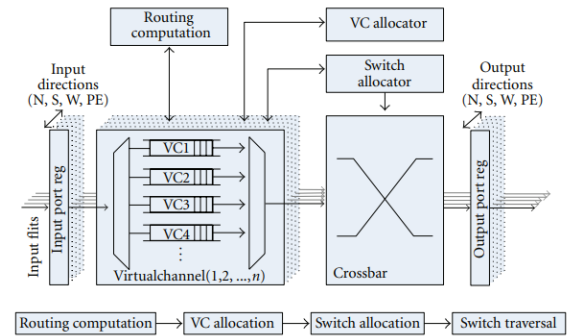 Routing
computation
VC allocator
Switch
allocator
Input
directions
(N, S, W, PE)
Output
directions
(N, S, W, PE)
Input flits
Input port reg
VC1
VC2
VC3
VC4
Virtualchannel(1,2, ...,n)
Crossbar
Output port reg
Routing computation
VC allocation
Switch allocation
Switch traversal